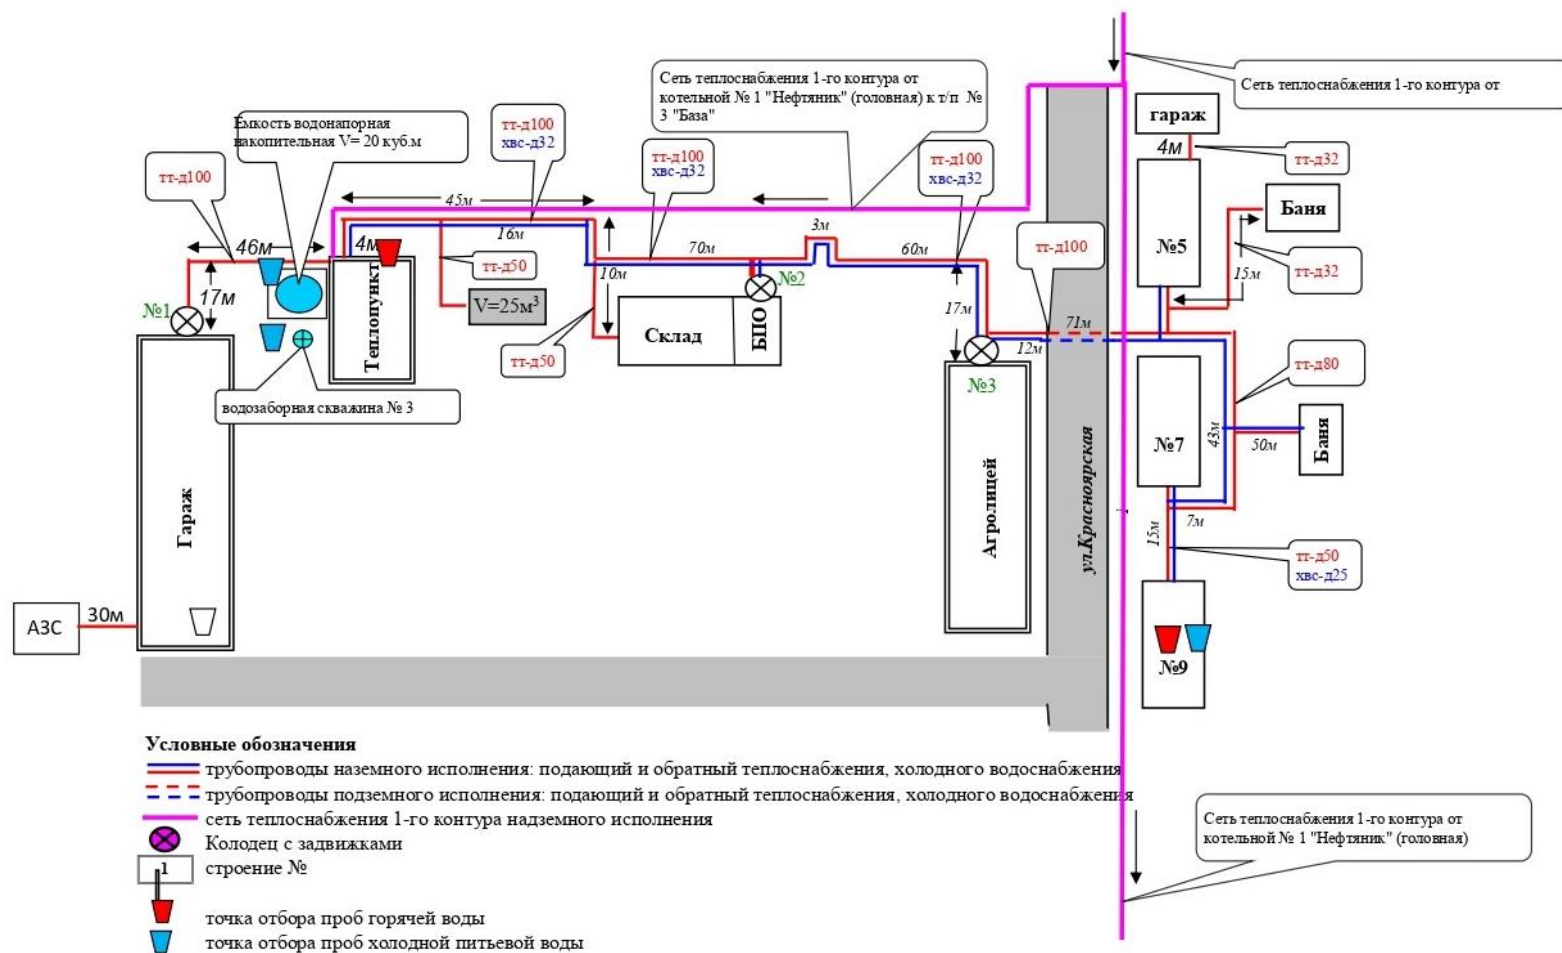 Сеть теплоснабжения 1-го контура от
котельной № 1 "Нефтяник" (головная) к т/п №
3 "База"
Сеть теплоснабжения 1-го контура от
гараж
4м
тт-д32
Емкость водонапорная
накопительная V= 20 куб.м
тт-д100
хвс-д32
тт-д100
хвс-д32
тт-д100
хвс-д32
тт-д100
45м
3м
Баня
46м
4м
16м
70м
60м
тт-д100
№5
тт-д50
10м
№2
15м
тт-д32
№1
17м
V=25м³
17м
Теплопункт
Склад
БПО
71м
12м
тт-д50
№3
тт-д80
водозаборная скважина № 3
ул.Красноярская
№7
43м
50м
Баня
Гараж
Агролицей
15м
7м
тт-д50
хвс-д25
АЗС
30м
№9
Условные обозначения
трубопроводы наземного исполнения: подающий и обратный теплоснабжения, холодного водоснабжения
трубопроводы подземного исполнения: подающий и обратный теплоснабжения, холодного водоснабжения
сеть теплоснабжения 1-го контура надземного исполнения
Колодец с задвижками
1
строение №
точка отбора проб горячей воды
точка отбора проб холодной питьевой воды
Сеть теплоснабжения 1-го контура от
котельной № 1 "Нефтяник" (головная)